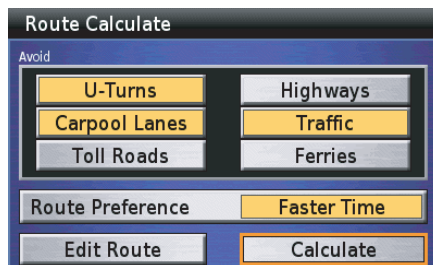 Route Calculate
Avoid
U-Turns Highways
Carpool Lanes Traffic
Toll Roads Ferries
Route Preference Faster Time
Edit Route Calculate